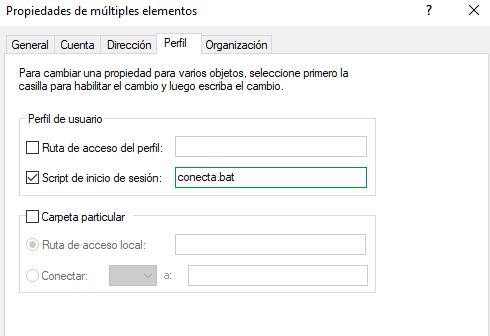 Propiedades de múltiples elementos
?
General Cuenta Dirección Perfil Organización
Para cambiar una propiedad para varios objetos, seleccione primero la
casilla para habilitar el cambio y luego escriba el cambio.
Perfil de usuario
Ruta de acceso del perfil:
Script de inicio de sesión: conecta.bat
Carpeta particular
Ruta de acceso local:
Conectar: a: